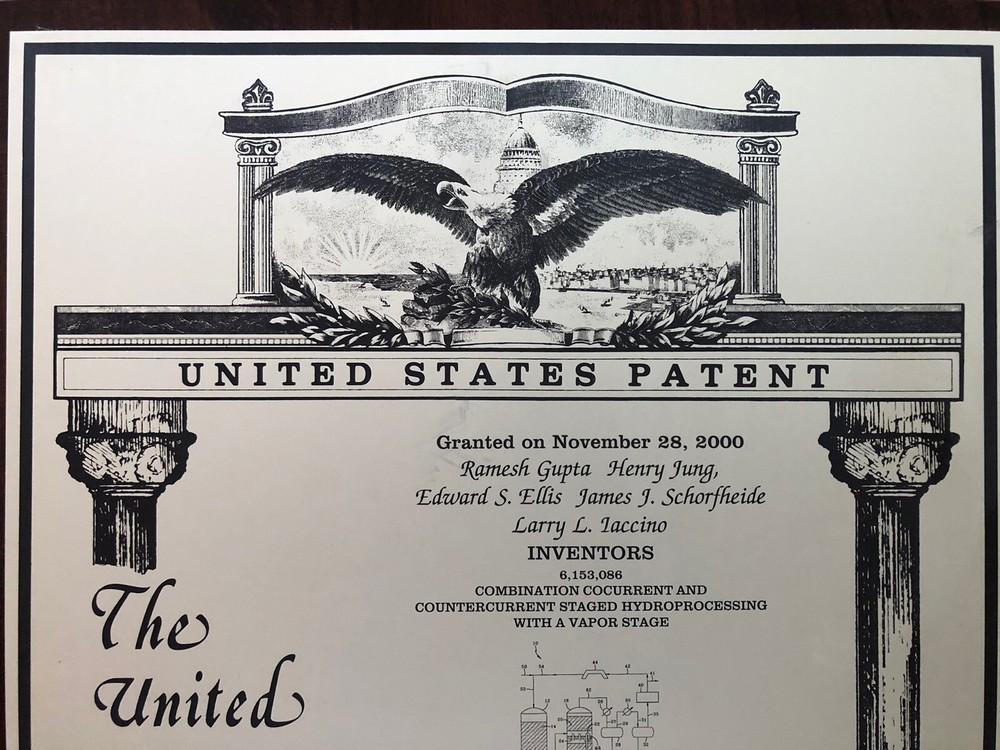 UNITED STATES PATENT
Granted on November 28, 2000
Ramesh Gupta Henry Jung,
Edward S. Ellis James J. Schorfheide
Larry L. Iaccino
INVENTORS
6,153,086
COMBINATION COCURRENT AND
COUNTERCURRENT STAGED HYDROPROCESSING
WITH A VAPOR STAGE
The
United